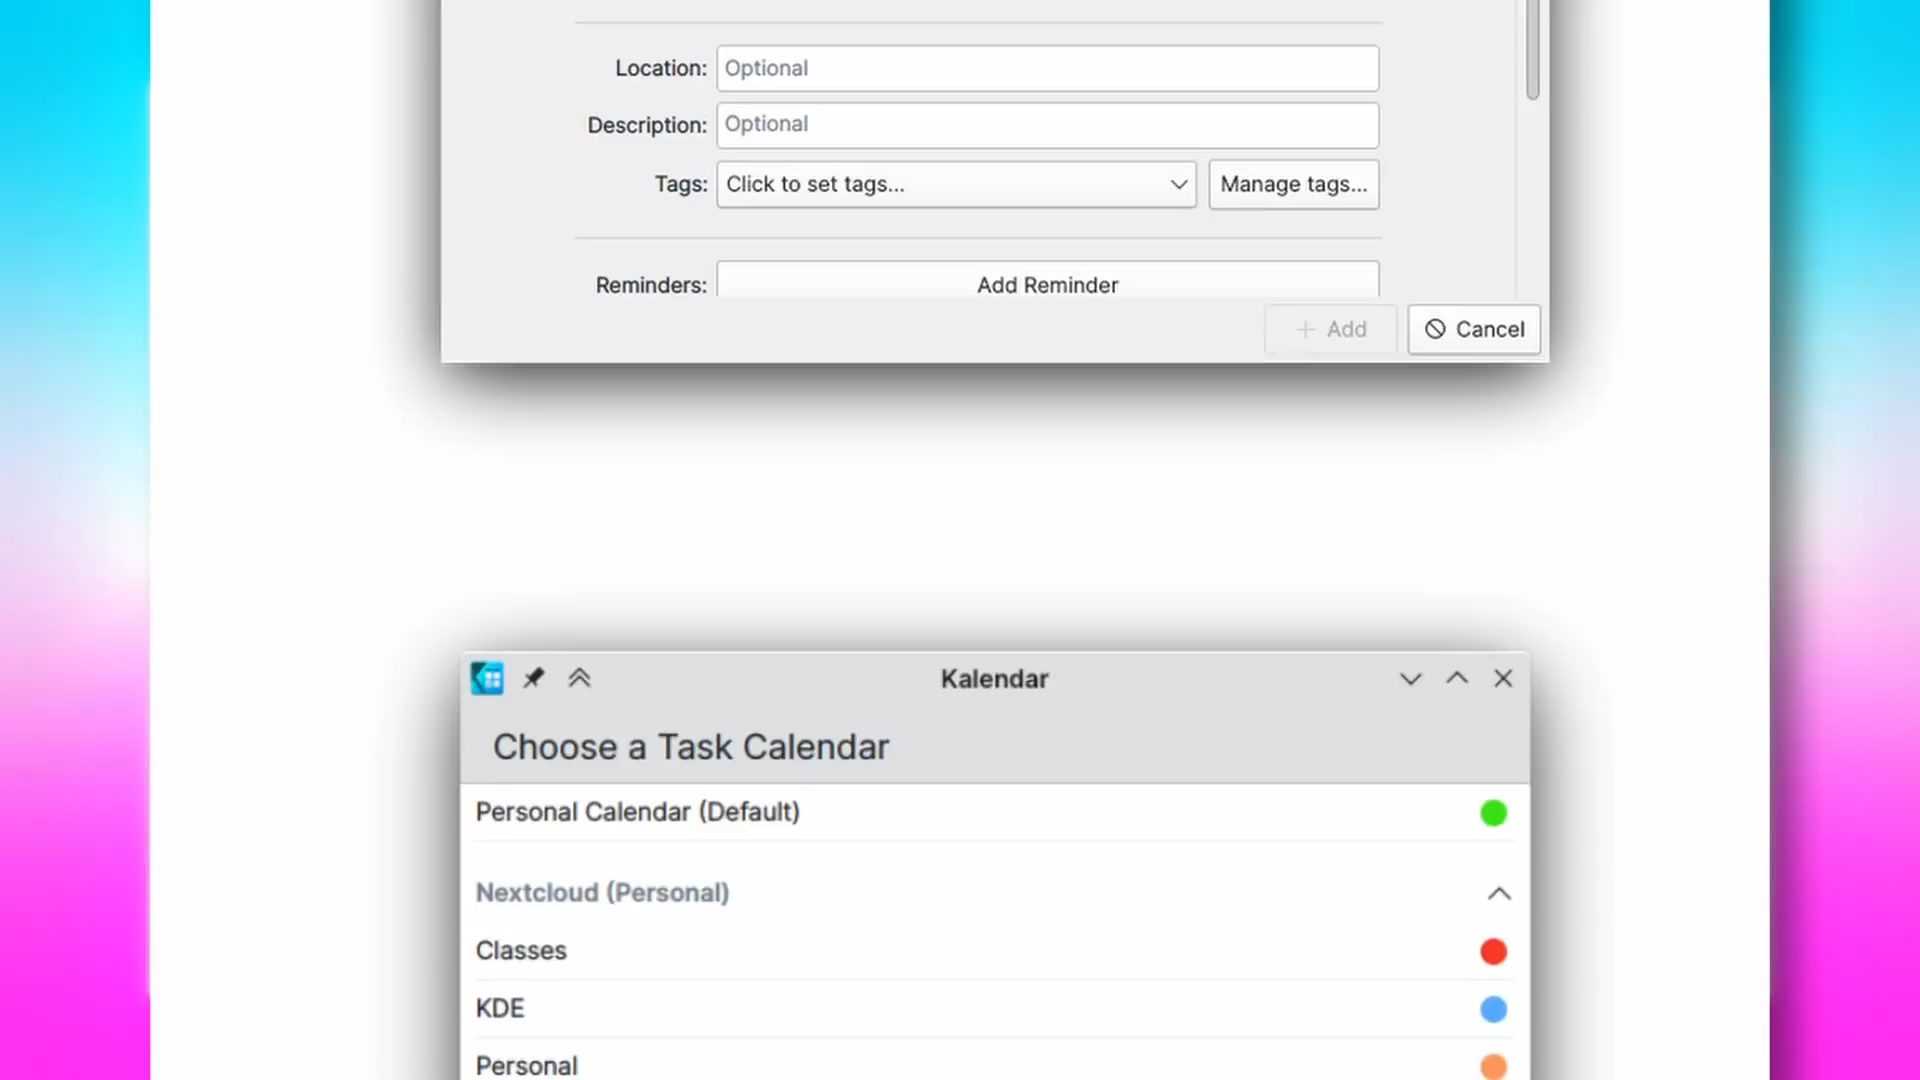 Location: Optional
Description: Optional
Tags: Click to set tags... Manage tags...
Reminders: Add Reminder
Add Cancel
Kalendar
Choose a Task Calendar
Personal Calendar (Default)
Nextcloud (Personal)
Classes
KDE
Personal